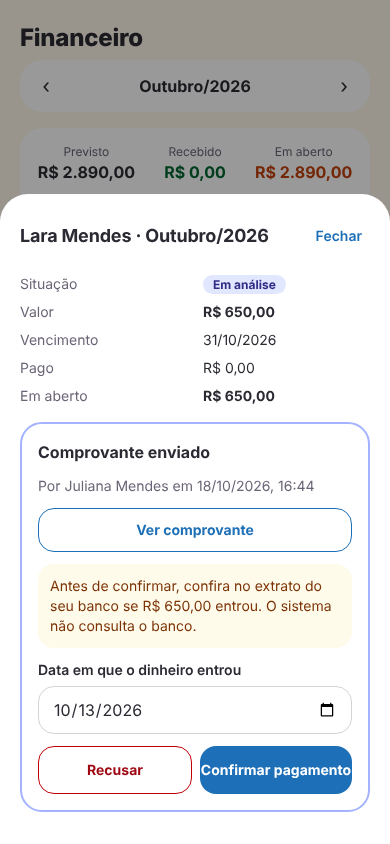 Financeiro
‹ Outubro/2026 ›
Previsto Recebido Em aberto
R$ 2.890,00 R$ 0,00 R$ 2.890,00
Lara Mendes · Outubro/2026 Fechar
Situação Em análise
Valor R$ 650,00
Vencimento 31/10/2026
Pago R$ 0,00
Em aberto R$ 650,00
Comprovante enviado
Por Juliana Mendes em 18/10/2026, 16:44
Ver comprovante
Antes de confirmar, confira no extrato do
seu banco se R$ 650,00 entrou. O sistema
não consulta o banco.
Data em que o dinheiro entrou
10/13/2026
Recusar Confirmar pagamento